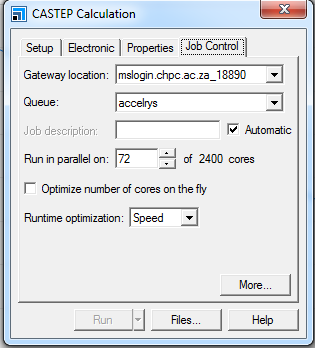 CASTEP Calculation
Setup Electronic Properties Job Control
Gateway location: mslogin.chpc.ac.za_18890
Queue: accelrys
Job description: Automatic
Run in parallel on: 72 of 2400 cores
Optimize number of cores on the fly
Runtime optimization: Speed
More...
Run Files... Help